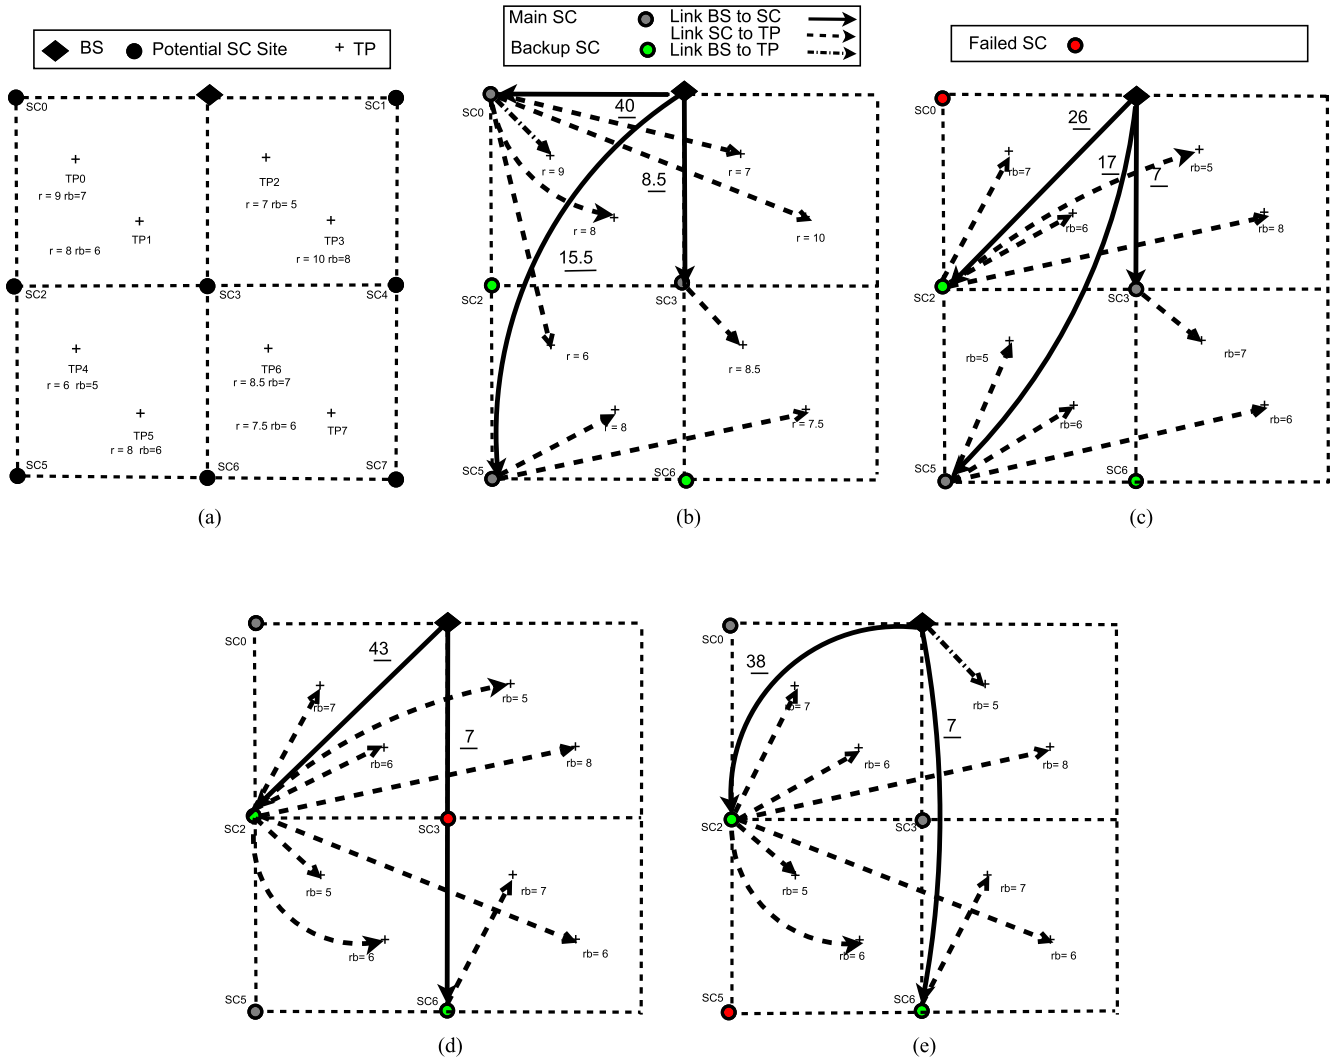 BS Potential SC Site + TP
Main SC Link BS to SC
Link SC to TP
Backup SC Link BS to TP
Failed SC
SC0 SC1
TP0
r = 9 rb=7
TP1
r = 8 rb= 6
TP2
r = 7 rb= 5
TP3
r = 10 rb=8
SC2 SC3 SC4
TP4
r = 6 rb=5
TP5
r = 8 rb=6
TP6
r = 8.5 rb=7
r = 7.5 rb= 6
TP7
SC5 SC6 SC7
(a)
SC0
40
r = 9
r = 7
8.5
r = 8
r = 10
15.5
SC2 SC3
r = 6
r = 8.5
r = 8
r = 7.5
SC5 SC6
(b)
SC0
26
17
7
rb=7
rb=5
rb=6
rb= 8
SC2 SC3
rb=5
rb=7
rb=6
rb=6
SC5 SC6
(c)
SC0
43
rb=7
rb= 5
7
rb=6
rb= 8
SC2 SC3
rb= 5
rb= 7
rb= 6
rb= 6
SC5 SC6
(d)
SC0
38
rb= 7
rb= 5
7
rb= 6
rb= 8
SC2 SC3
rb= 5
rb= 7
rb= 6
rb= 6
SC5 SC6
(e)